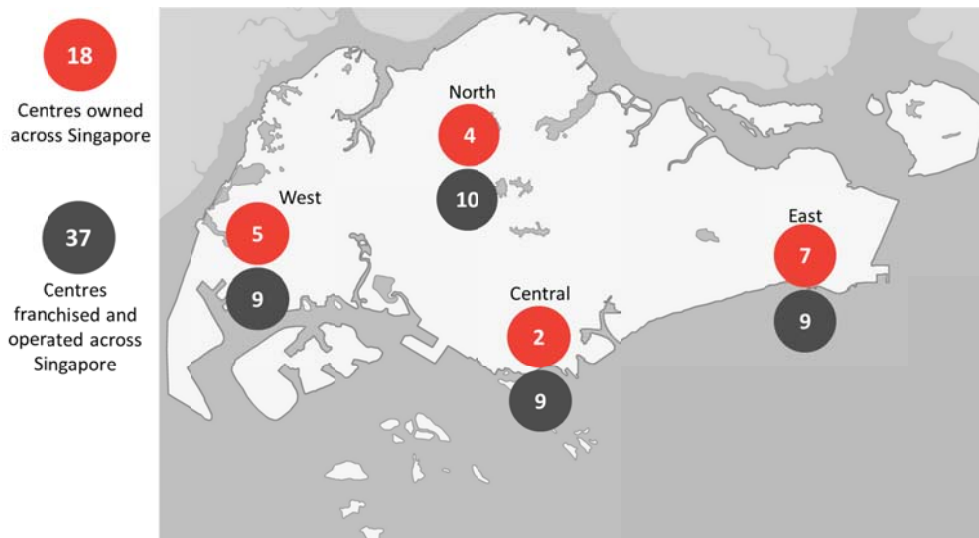 18
Centres owned
across Singapore
37
Centres
franchised and
operated across
Singapore
North
4
10
West
5
9
East
7
9
Central
2
9